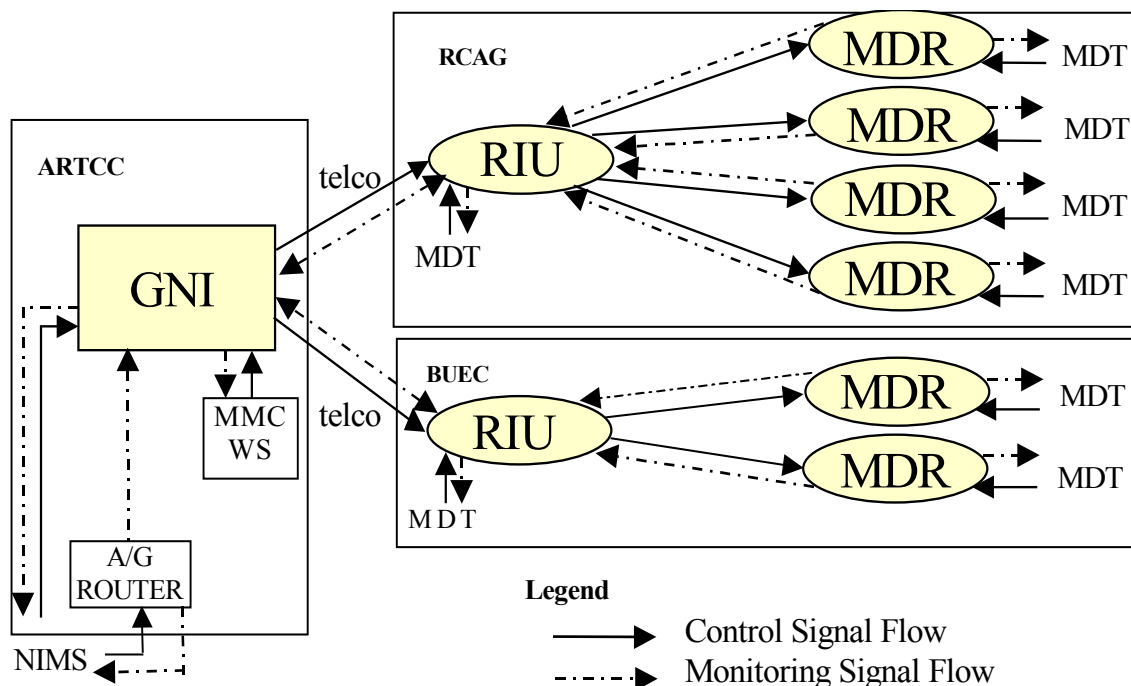 RCAG
MDR
MDT
MDR
MDT
RIU
MDR
MDT
MDT
MDR
MDT
ARTCC
telco
GNI
MMC
WS
telco
A/G
ROUTER
NIMS
BUEC
MDR
MDT
RIU
MDR
MDT
MDT
Legend
Control Signal Flow
Monitoring Signal Flow